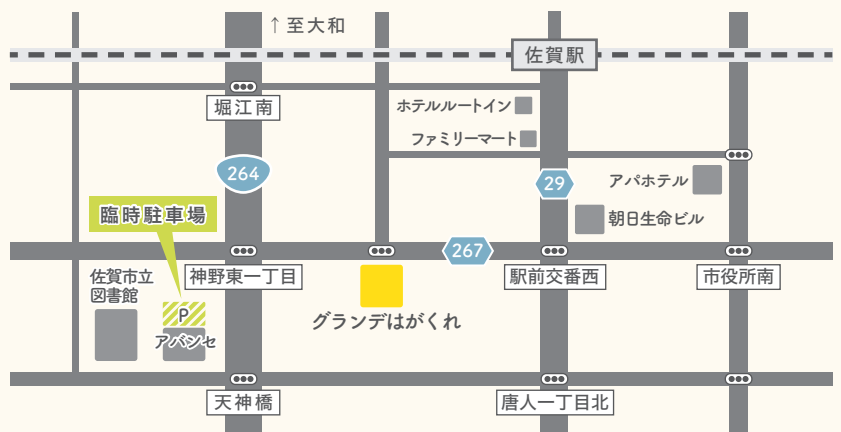 ↑至大和
佐賀駅
堀江南
ホテルルートイン
ファミリーマート
264
29
アパホテル
臨時駐車場
朝日生命ビル
267
佐賀市立
図書館
神野東一丁目
駅前交番西
市役所南
P
アバンセ
グランデはがくれ
天神橋
唐人一丁目北